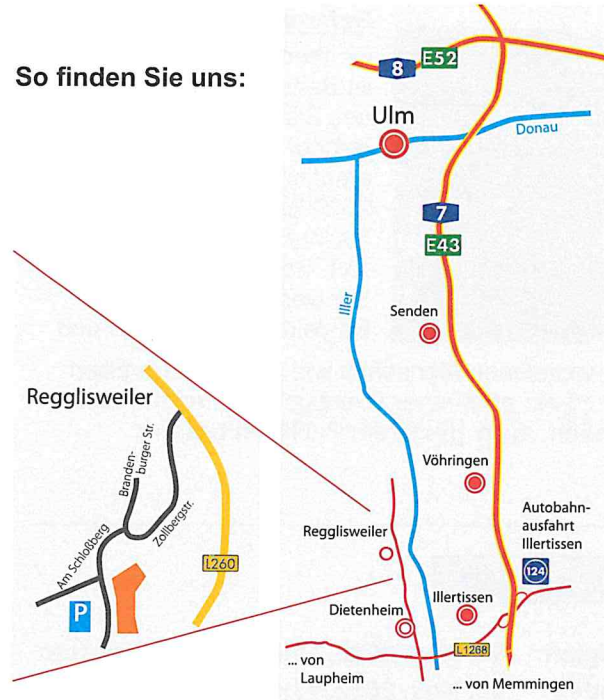 So finden Sie uns:
8
E52
Ulm
Donau
7
E43
Iller
Senden
Regglisweiler
Branden-
burger Str.
Zollbergstr.
Am Schloßberg
L260
P
Vöhringen
Autobahn-
ausfahrt
Illertissen
124
Regglisweiler
Dietenheim
Illertissen
L1268
... von
Laupheim
... von Memmingen